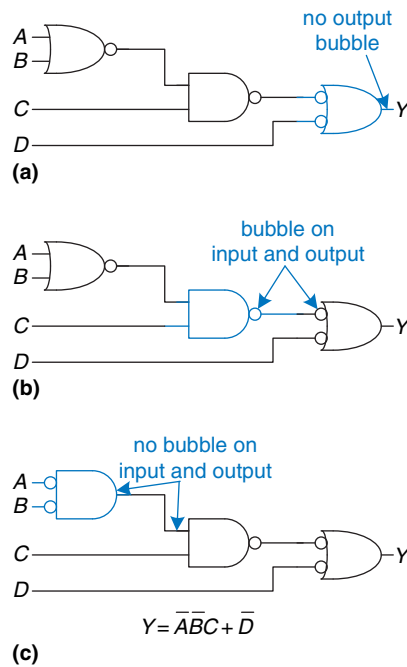 no output
bubble
A
B
C
D
Y
(a)
bubble on
input and output
A
B
C
D
Y
(b)
no bubble on
input and output
A
B
C
D
Y
Y = A̅B̅C + D̅
(c)